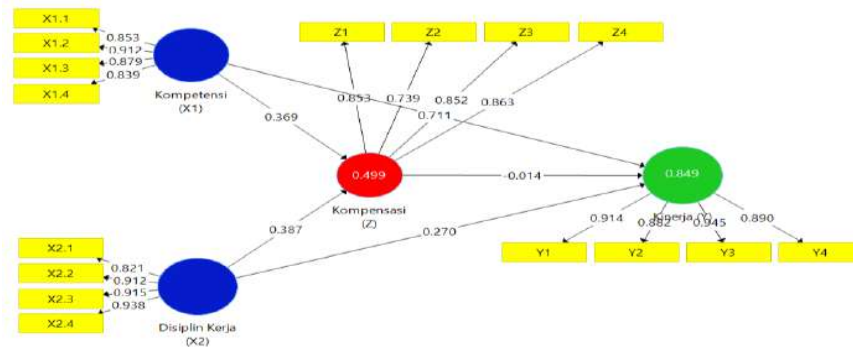 X1.1
X1.2
X1.3
X1.4
0.853
0.912
0.879
0.839
Kompetensi
(X1)
Z1
Z2
Z3
Z4
0.853
0.739
0.852
0.863
0.711
0.369
0.499
Kompensasi
(Z)
-0.014
0.849
Kinerja (Y)
0.914
0.882
0.945
0.890
Y1
Y2
Y3
Y4
0.387
0.270
X2.1
X2.2
X2.3
X2.4
0.821
0.912
0.915
0.938
Disiplin Kerja
(X2)